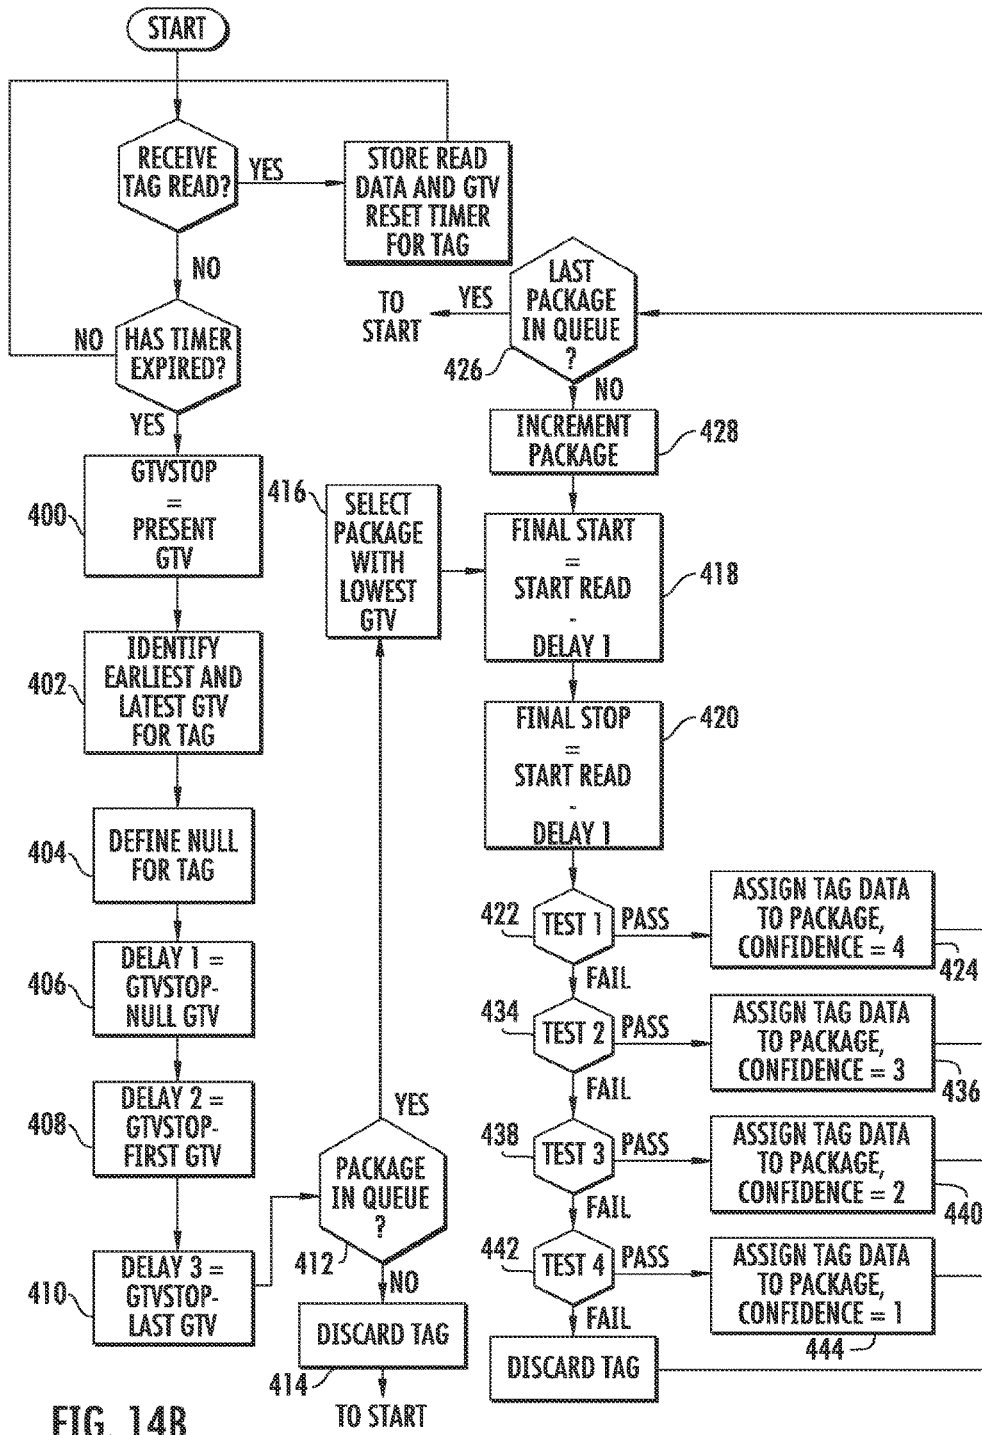 START
RECEIVE
TAG READ?
YES
STORE READ
DATA AND GTV
RESET TIMER
FOR TAG
NO
HAS TIMER
EXPIRED?
NO
YES
GTVSTOP
=
PRESENT
GTV
400
IDENTIFY
EARLIEST AND
LATEST GTV
FOR TAG
402
DEFINE NULL
FOR TAG
404
DELAY 1 =
GTVSTOP-
NULL GTV
406
DELAY 2 =
GTVSTOP-
FIRST GTV
408
DELAY 3 =
GTVSTOP-
LAST GTV
410
PACKAGE
IN QUEUE
?
412
YES
NO
DISCARD TAG
414
TO START
416
SELECT
PACKAGE
WITH
LOWEST
GTV
LAST
PACKAGE
IN QUEUE
?
426
YES
TO
START
NO
INCREMENT
PACKAGE
428
FINAL START
=
START READ
-
DELAY 1
418
FINAL STOP
=
START READ
-
DELAY 1
420
422
TEST 1
PASS
ASSIGN TAG DATA
TO PACKAGE,
CONFIDENCE = 4
424
FAIL
434
TEST 2
PASS
ASSIGN TAG DATA
TO PACKAGE,
CONFIDENCE = 3
436
FAIL
438
TEST 3
PASS
ASSIGN TAG DATA
TO PACKAGE,
CONFIDENCE = 2
440
FAIL
442
TEST 4
PASS
ASSIGN TAG DATA
TO PACKAGE,
CONFIDENCE = 1
444
FAIL
DISCARD TAG
FIG. 14B